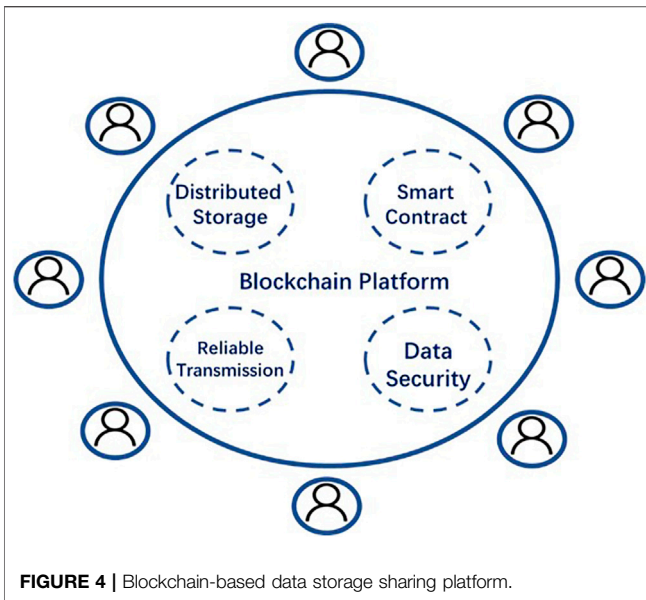 Distributed
Storage
Smart
Contract
Blockchain Platform
Reliable
Transmission
Data
Security
FIGURE 4 | Blockchain-based data storage sharing platform.